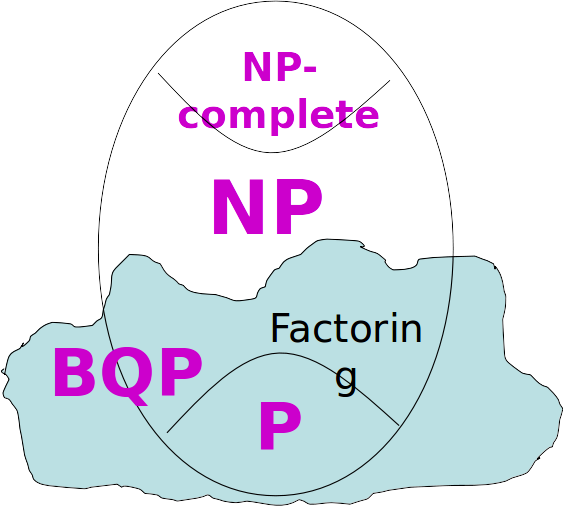 NP-
complete
NP
Factorin
g
BQP
P